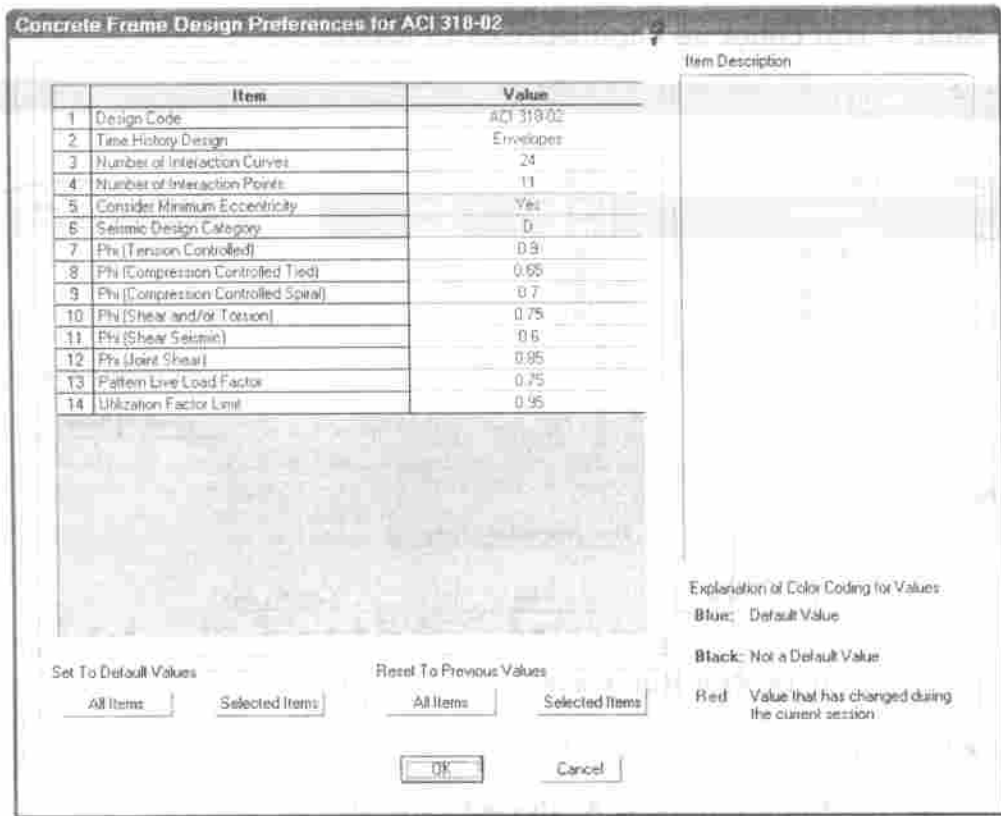 Concrete Frame Design Preferences for ACI 318-02
Item Value
1 Design Code ACI 318-02
2 Time History Design Envelopes
3 Number of Interaction Curves 24
4 Number of Interaction Points 11
5 Consider Minimum Eccentricity Yes
6 Seismic Design Category D
7 Phi (Tension Controlled) 0.9
8 Phi (Compression Controlled Tied) 0.65
9 Phi (Compression Controlled Spiral) 0.7
10 Phi (Shear and/or Torsion) 0.75
11 Phi (Shear Seismic) 0.6
12 Phi (Joint Shear) 0.85
13 Pattern Live Load Factor 0.75
14 Utilization Factor Limit 0.95
Set To Default Values
All Items Selected Items
Reset To Previous Values
All Items Selected Items
OK Cancel
Item Description
Explanation of Color Coding for Values
Blue: Default Value
Black: Not a Default Value
Red Value that has changed during
the current session